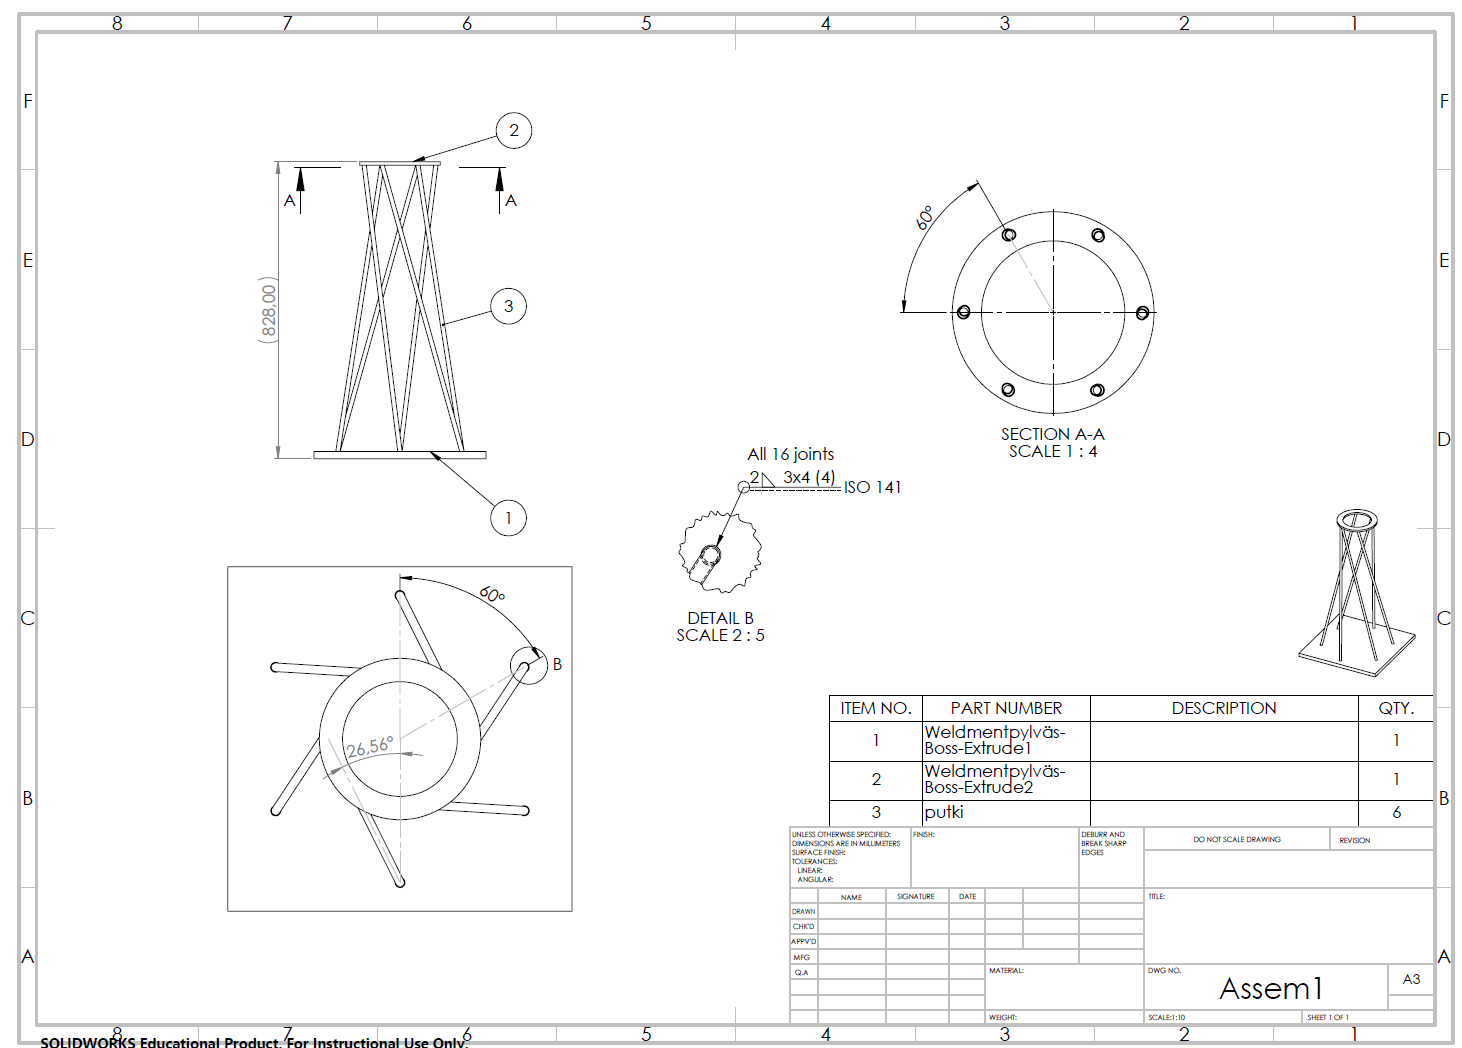 8 7 6 5 4 3 2 1
F F
E E
D D
C C
B B
A A
2
A A
3
( 828,00 )
1
60°
SECTION A-A
SCALE 1 : 4
All 16 joints
2 3x4 (4)
ISO 141
DETAIL B
SCALE 2 : 5
60°
B
26,56°
ITEM NO. PART NUMBER DESCRIPTION QTY.
1 Weldmentpylväs-
Boss-Extrude1 1
2 Weldmentpylväs-
Boss-Extrude2 1
3 putki 6
UNLESS OTHERWISE SPECIFIED:
DIMENSIONS ARE IN MILLIMETERS
SURFACE FINISH:
TOLERANCES:
LINEAR:
ANGULAR:
FINISH:
DEBURR AND
BREAK SHARP
EDGES
DO NOT SCALE DRAWING
REVISION
NAME SIGNATURE DATE
DRAWN
CHK'D
APPV'D
MFG
Q.A
TITLE:
MATERIAL:
DWG NO.
Assem1
A3
WEIGHT:
SCALE:1:10
SHEET 1 OF 1
8 7 6 5 4 3 2 1
SOLIDWORKS Educational Product. For Instructional Use Only.